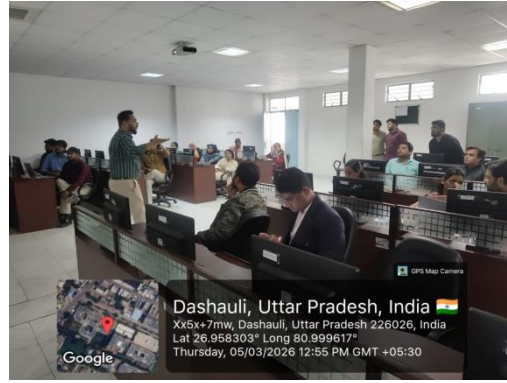 GPS Map Camera
Dashauli, Uttar Pradesh, India
Xx5x+7mw, Dashauli, Uttar Pradesh 226026, India
Lat 26.958303° Long 80.999617°
Thursday, 05/03/2026 12:55 PM GMT +05:30
Google